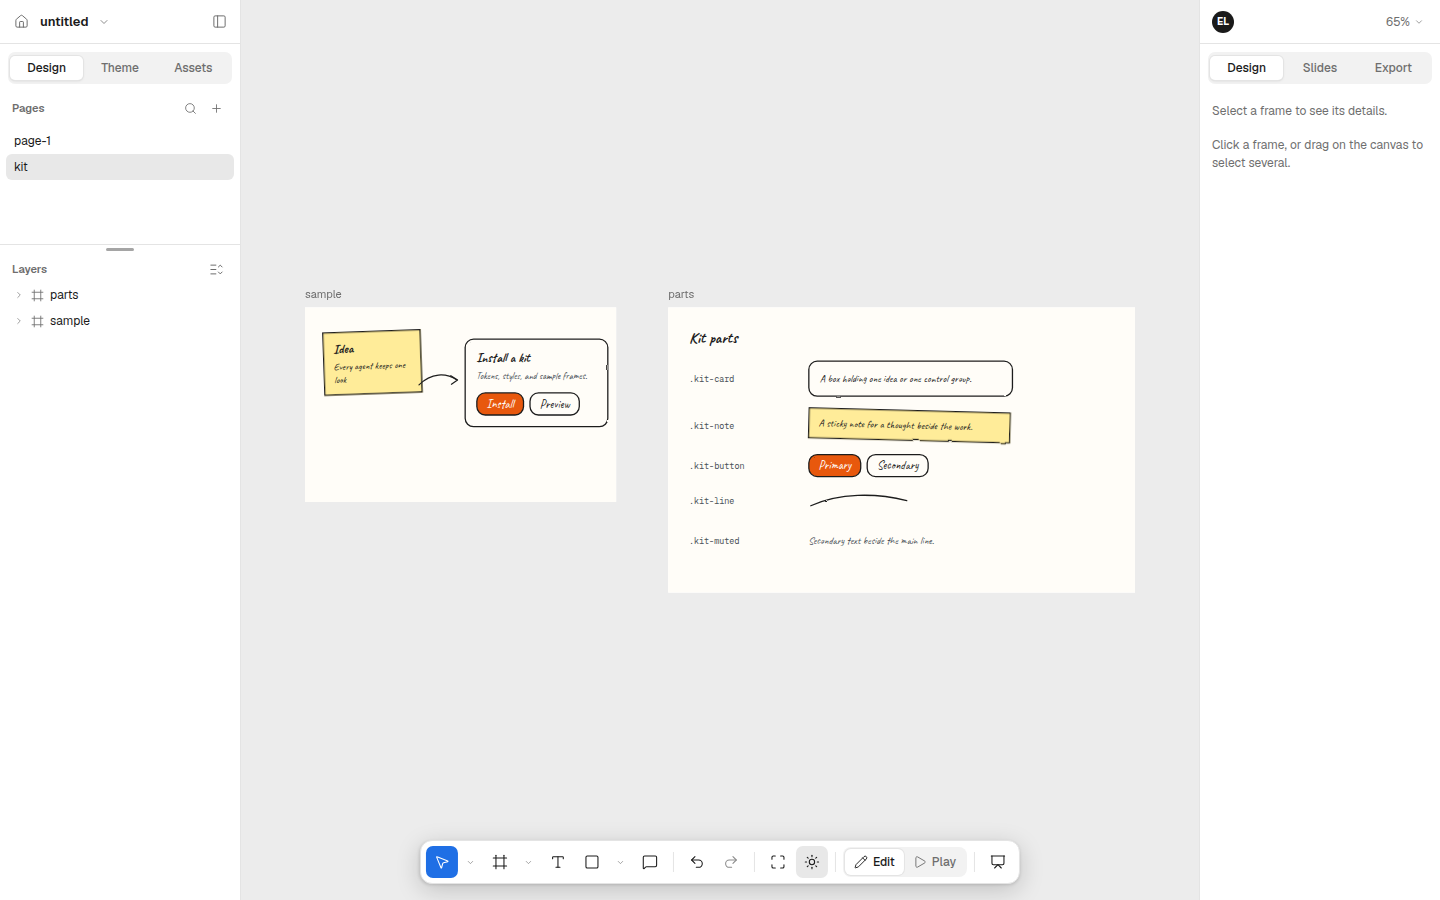 untitled
Design Theme Assets
Pages
page-1
kit
Layers
parts
sample
sample
Idea
Every agent keeps one
look
Install a kit
Tokens, styles, and sample frames.
Install Preview
parts
Kit parts
.kit-card A box holding one idea or one control group.
.kit-note A sticky note for a thought beside the work.
.kit-button Primary Secondary
.kit-line
.kit-muted Secondary text beside the main line.
Edit Play
EL 65%
Design Slides Export
Select a frame to see its details.
Click a frame, or drag on the canvas to
select several.